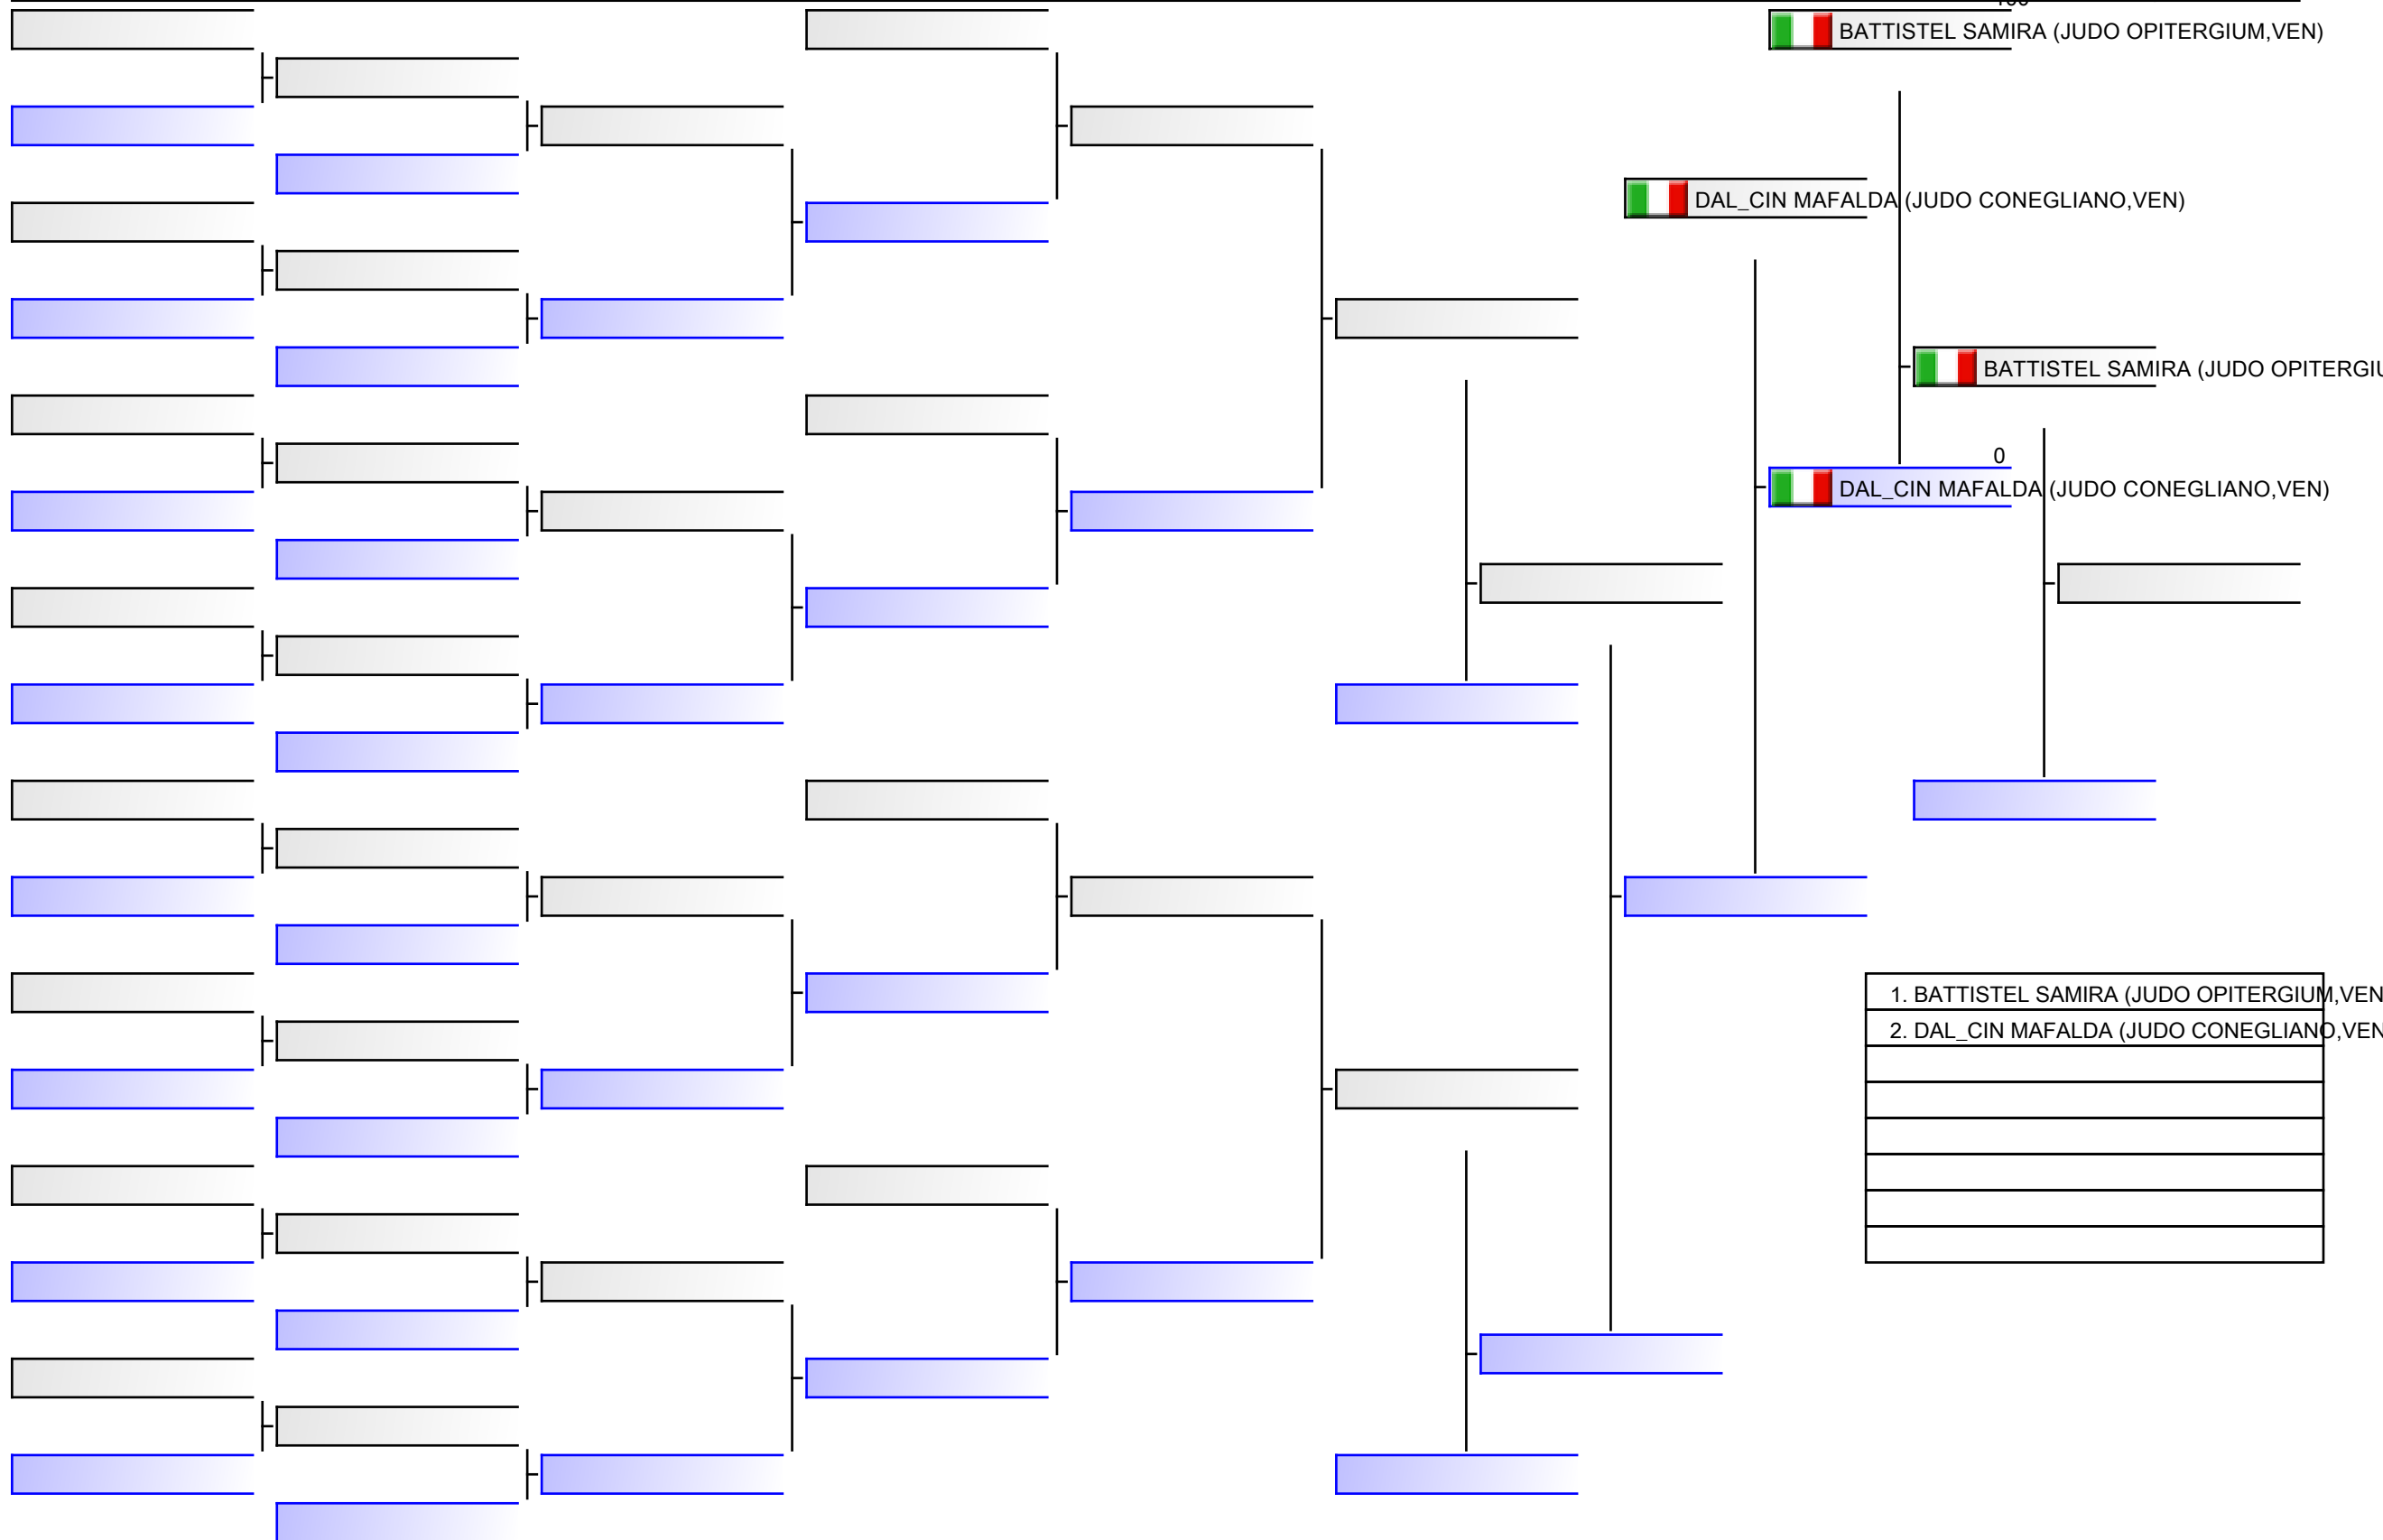 BATTISTEL SAMIRA (JUDO OPITERGIUM,VEN)
DAL_CIN MAFALDA (JUDO CONEGLIANO,VEN)
BATTISTEL SAMIRA (JUDO
0
DAL_CIN MAFALDA (JUDO CONEGLIANO,VEN)
1. BATTISTEL SAMIRA (JUDO OPITERGIUM,VEN
2. DAL_CIN MAFALDA (JUDO CONEGLIANO,VEN